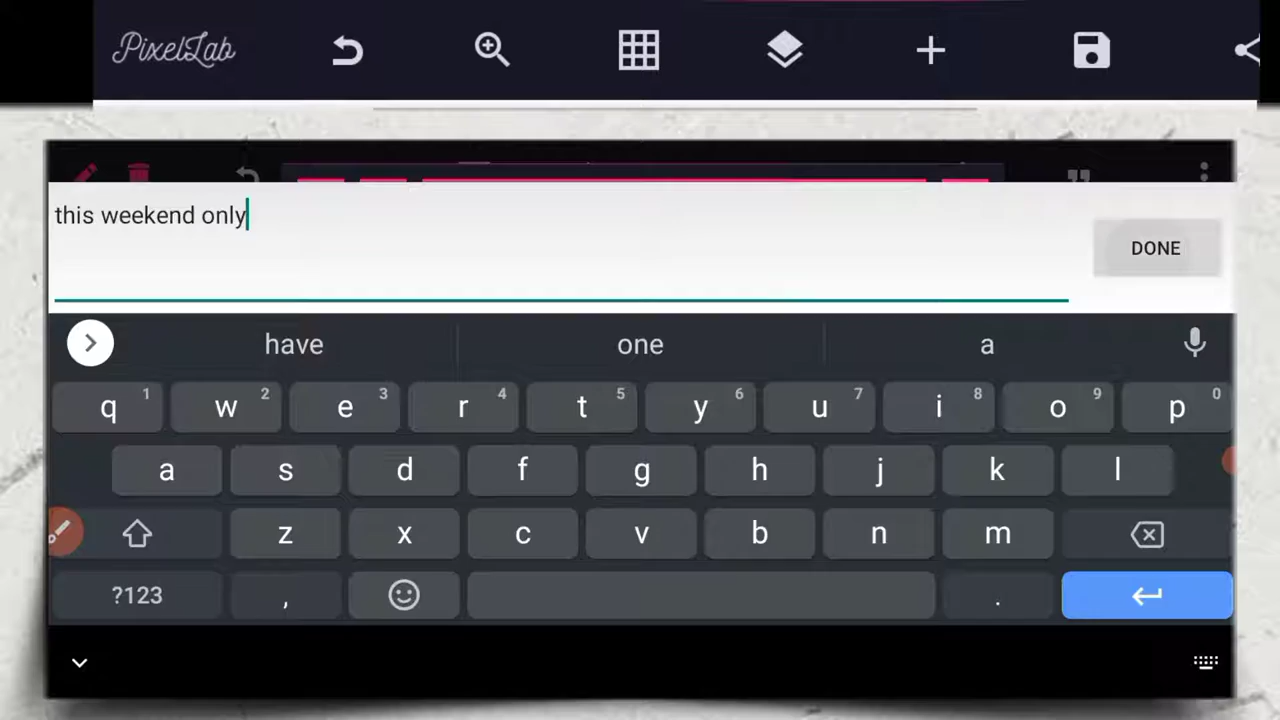 PixelLab
this weekend only
DONE
have one a
q 1 w 2 e 3 r 4 t 5 y 6 u 7 i 8 o 9 p 0
a s d f g h j k l
z x c v b n m
?123 , .